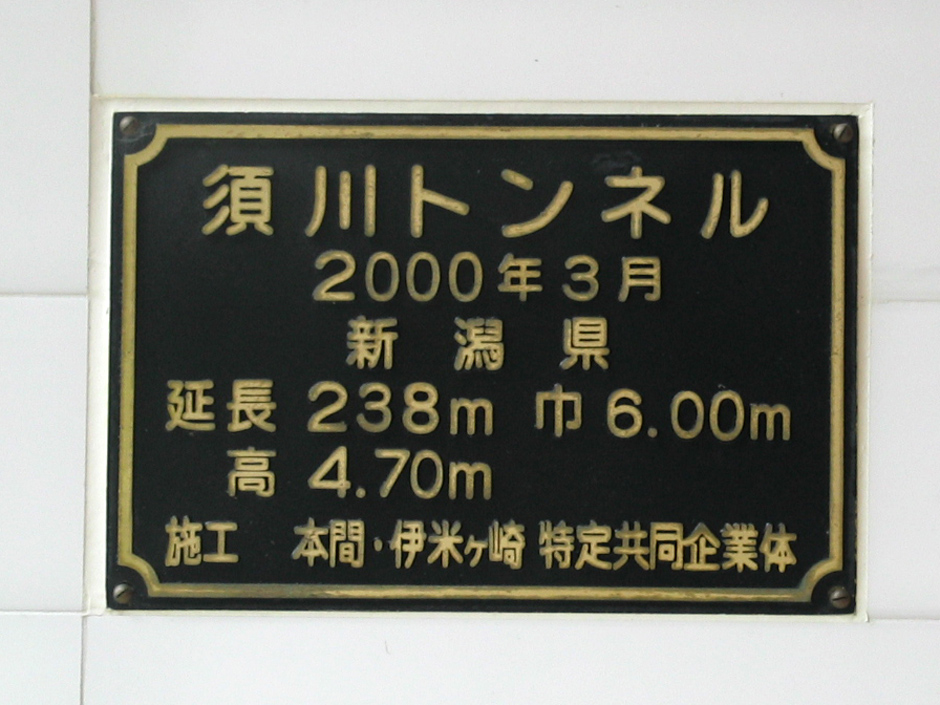 須川トンネル
2000年3月
新潟県
延長 238m 巾 6.00m
高 4.70m
施工 本間・伊米ヶ崎 特定共同企業体